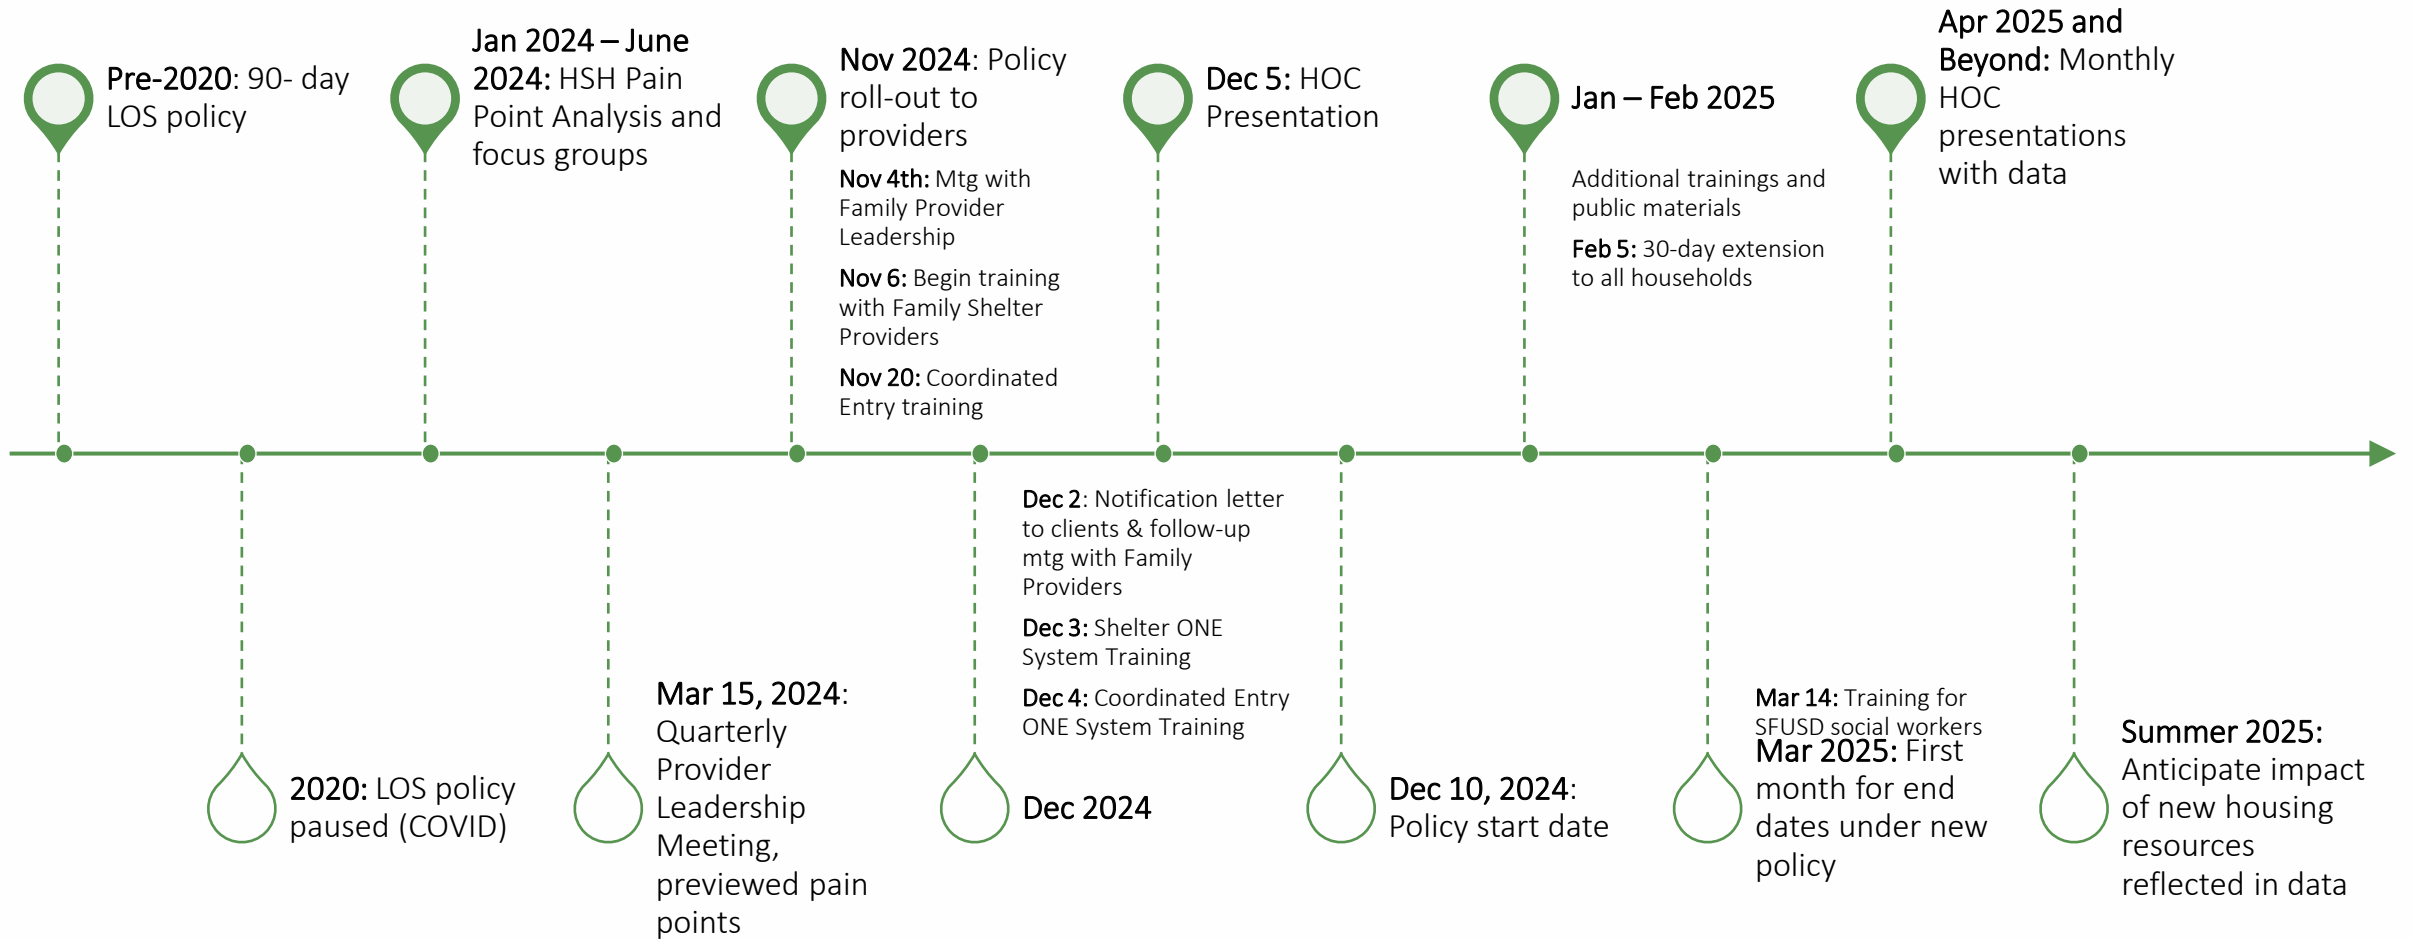 Pre-2020: 90- day
LOS policy
Jan 2024 – June
2024: HSH Pain
Point Analysis and
focus groups
Nov 2024: Policy
roll-out to
providers
Nov 4th: Mtg with
Family Provider
Leadership
Nov 6: Begin training
with Family Shelter
Providers
Nov 20: Coordinated
Entry training
Dec 5: HOC
Presentation
Jan – Feb 2025
Additional trainings and
public materials
Feb 5: 30-day extension
to all households
Apr 2025 and
Beyond: Monthly
HOC
presentations
with data
2020: LOS policy
paused (COVID)
Mar 15, 2024:
Quarterly
Provider
Leadership
Meeting,
previewed pain
points
Dec 2: Notification letter
to clients & follow-up
mtg with Family
Providers
Dec 3: Shelter ONE
System Training
Dec 4: Coordinated Entry
ONE System Training
Dec 2024
Dec 10, 2024:
Policy start date
Mar 14: Training for
SFUSD social workers
Mar 2025: First
month for end
dates under new
policy
Summer 2025:
Anticipate impact
of new housing
resources
reflected in data